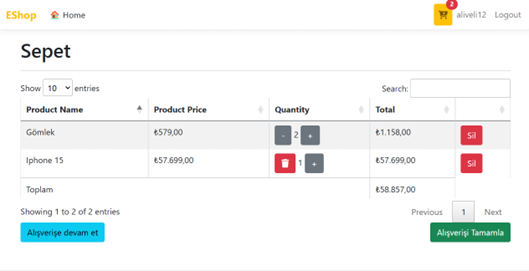 EShop Home 2 aliveli12 Logout
Sepet
Show 10 entries Search:
Product Name Product Price Quantity Total
Gömlek ₺579,00 - 2 + ₺1.158,00 Sil
Iphone 15 ₺57.699,00 1 + ₺57.699,00 Sil
Toplam ₺58.857,00
Showing 1 to 2 of 2 entries Previous 1 Next
Alışverişe devam et Alışverişi Tamamla